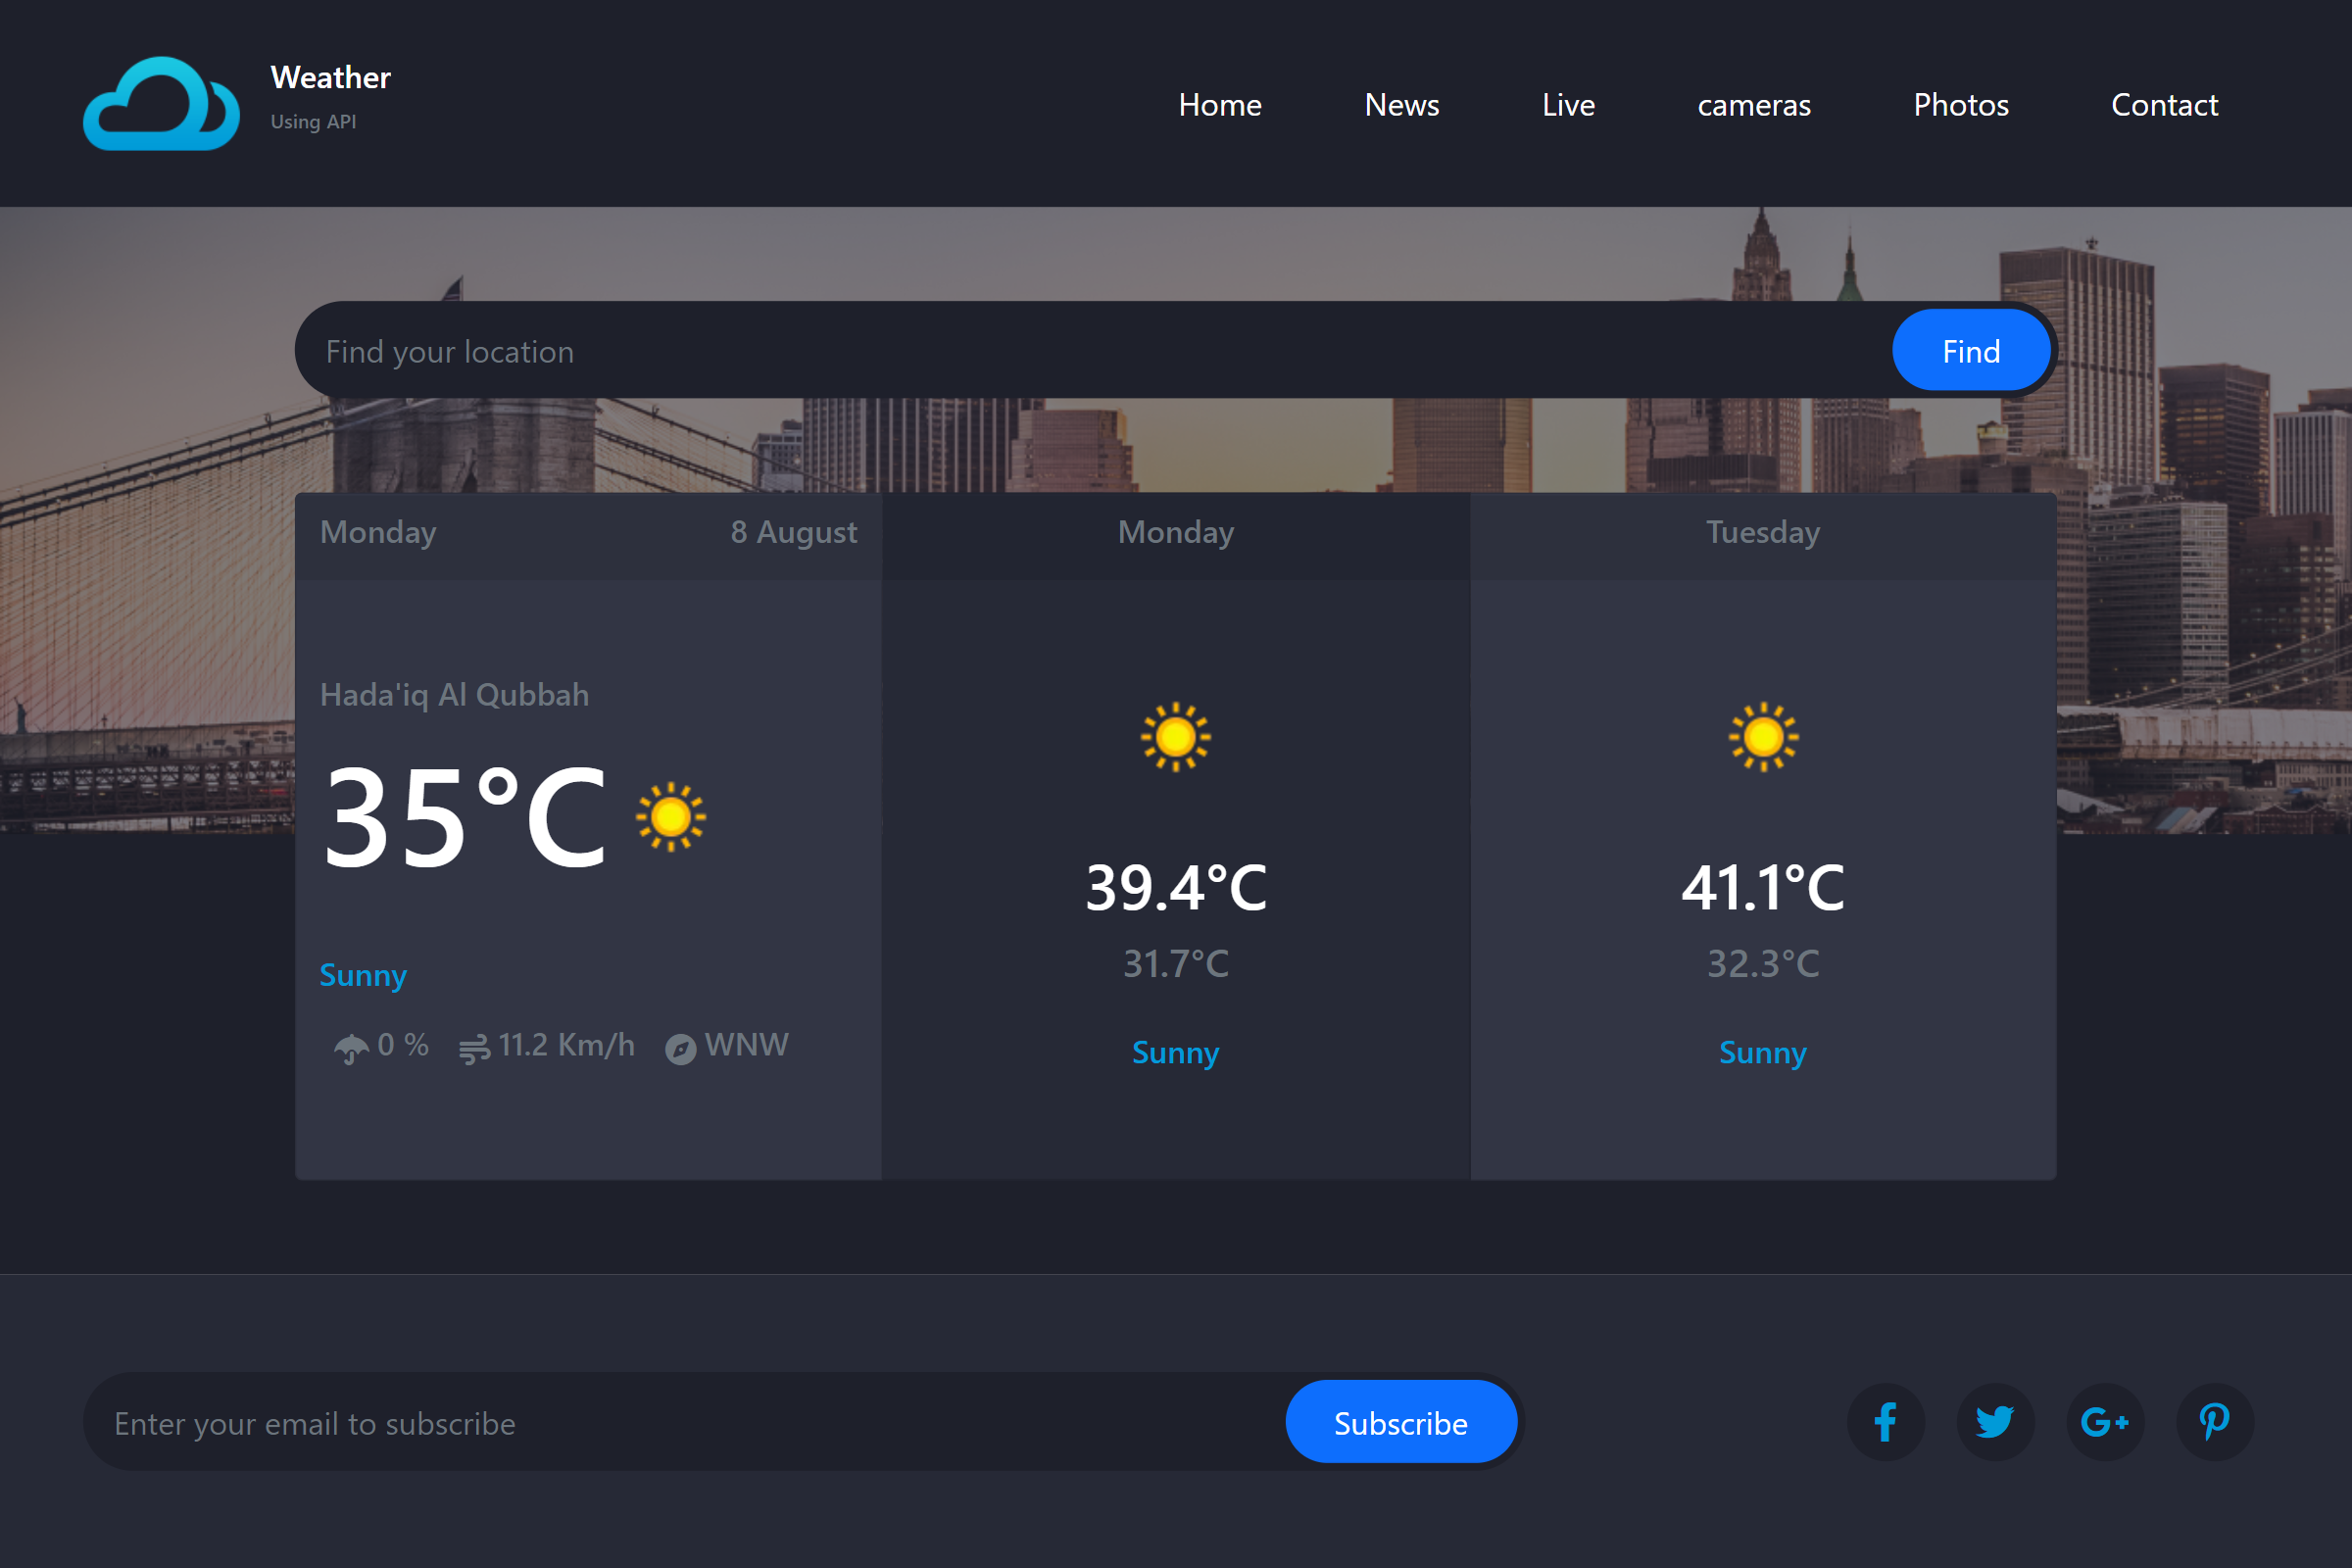 Weather
Using API
Home News Live cameras Photos Contact
Find your location
Find
Monday 8 August
Hada'iq Al Qubbah
35°C
Sunny
0 % 11.2 Km/h WNW
Monday
39.4°C
31.7°C
Sunny
Tuesday
41.1°C
32.3°C
Sunny
Enter your email to subscribe
Subscribe